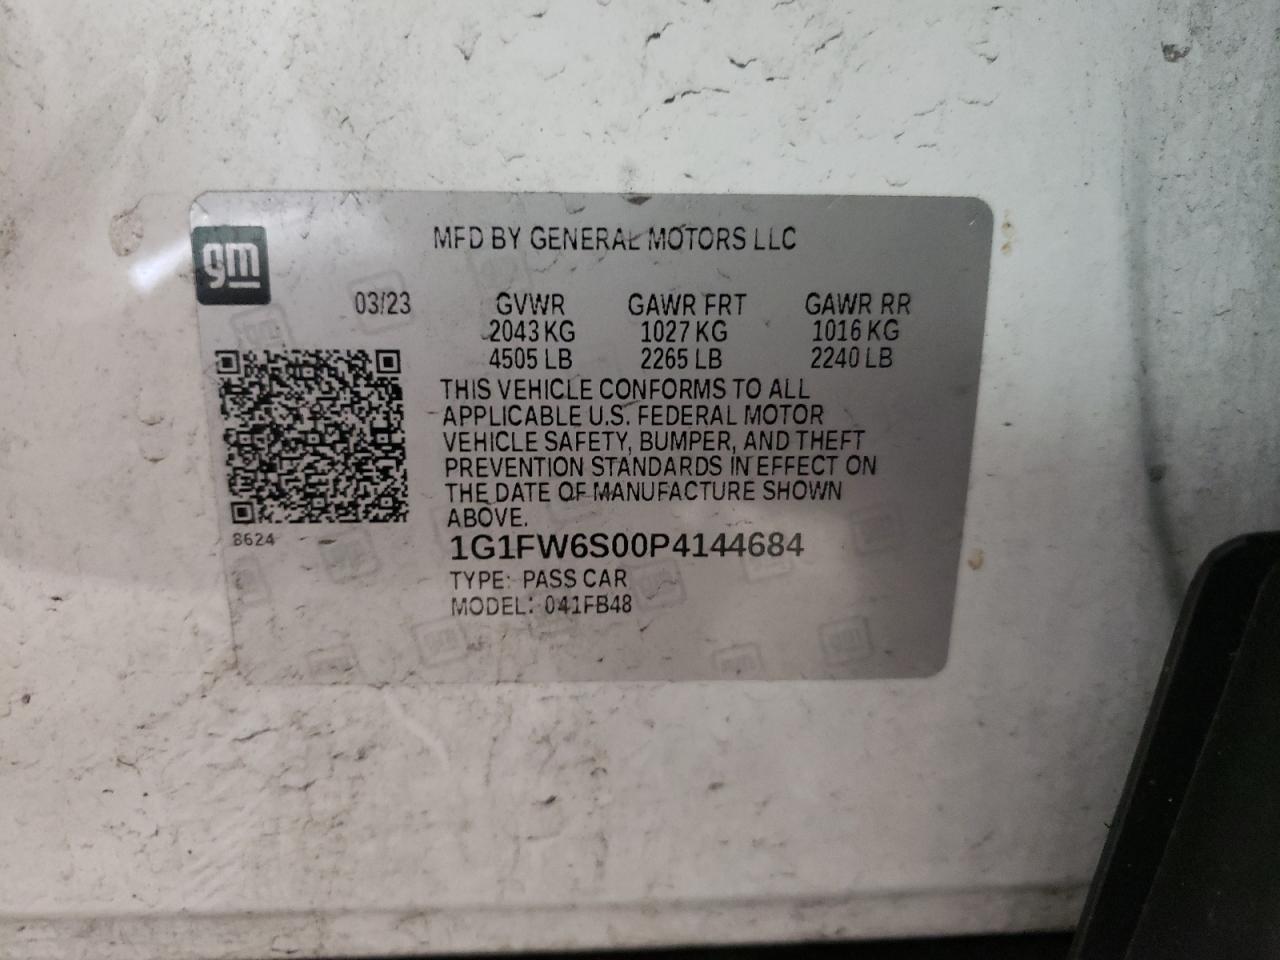 gm
MFD BY GENERAL MOTORS LLC
03/23 GVWR GAWR FRT GAWR RR
2043 KG 1027 KG 1016 KG
4505 LB 2265 LB 2240 LB
THIS VEHICLE CONFORMS TO ALL
APPLICABLE U.S. FEDERAL MOTOR
VEHICLE SAFETY, BUMPER, AND THEFT
PREVENTION STANDARDS IN EFFECT ON
THE DATE OF MANUFACTURE SHOWN
ABOVE.
8624
1G1FW6S00P4144684
TYPE: PASS CAR
MODEL: 041FB48